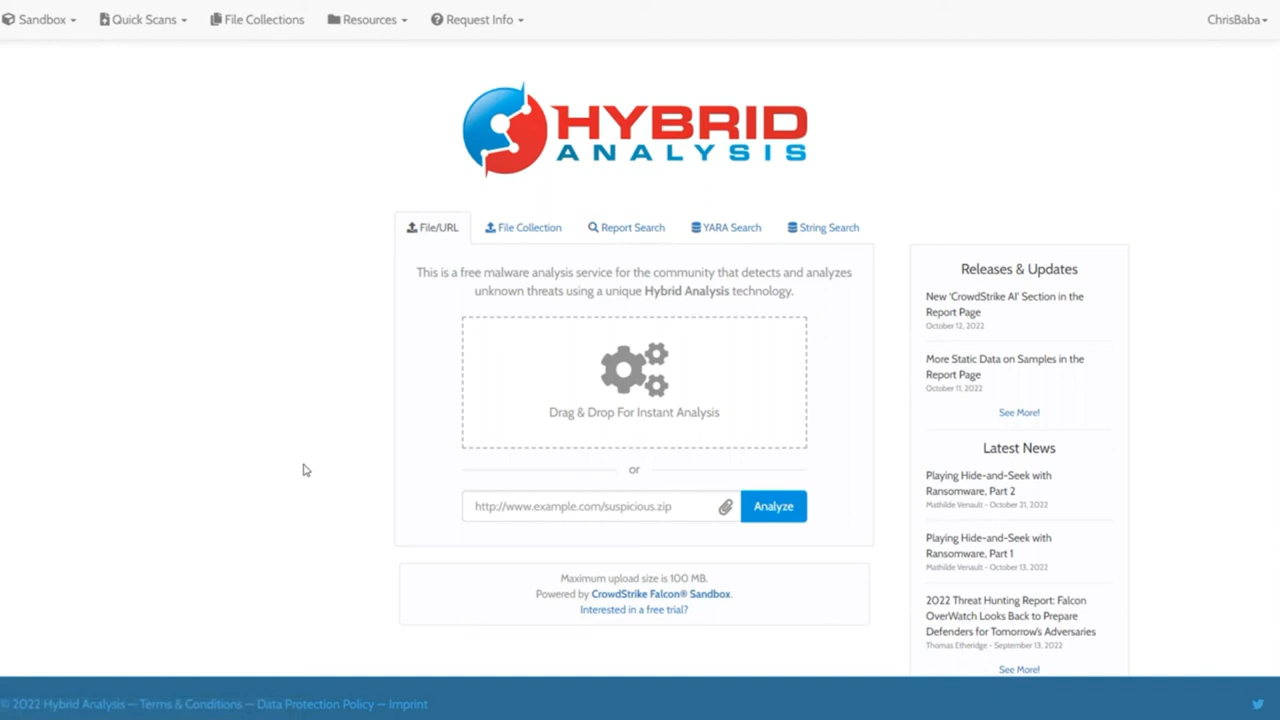 Sandbox
Quick Scans
File Collections
Resources
Request Info
ChrisBaba
HYBRID
ANALYSIS
File/URL
File Collection
Report Search
YARA Search
String Search
This is a free malware analysis service for the community that detects and analyzes
unknown threats using a unique Hybrid Analysis technology.
Drag & Drop For Instant Analysis
or
http://www.example.com/suspicious.zip
Analyze
Maximum upload size is 100 MB.
Powered by CrowdStrike Falcon® Sandbox.
Interested in a free trial?
Releases & Updates
New 'CrowdStrike AI' Section in the
Report Page
October 12, 2022
More Static Data on Samples in the
Report Page
October 11, 2022
See More!
Latest News
Playing Hide-and-Seek with
Ransomware, Part 2
Mathilde Venault - October 21, 2022
Playing Hide-and-Seek with
Ransomware, Part 1
Mathilde Venault - October 13, 2022
2022 Threat Hunting Report: Falcon
OverWatch Looks Back to Prepare
Defenders for Tomorrow's Adversaries
Thomas Etheridge - September 13, 2022
See More!
© 2022 Hybrid Analysis — Terms & Conditions — Data Protection Policy — Imprint